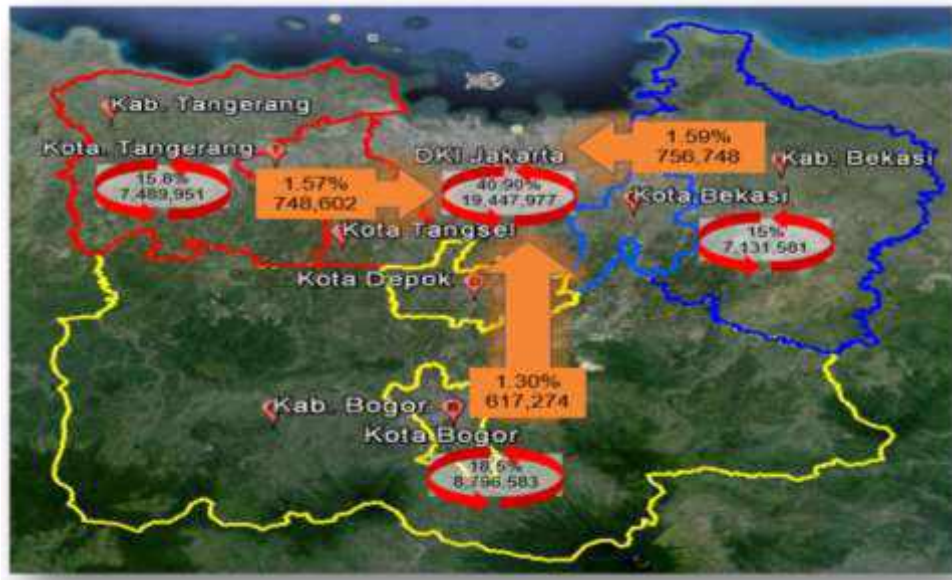 Kab. Tangerang
Kota. Tangerang
15,6%
7.489,951
1.57%
748,602
DKI Jakarta
40,90%
19,447,977
1.59%
756,748
Kab. Bekasi
Kota Bekasi
15%
7.131,581
Kota Tangsel
Kota Depok
1.30%
617,274
Kab. Bogor
Kota Bogor
18,5%
8,796,583